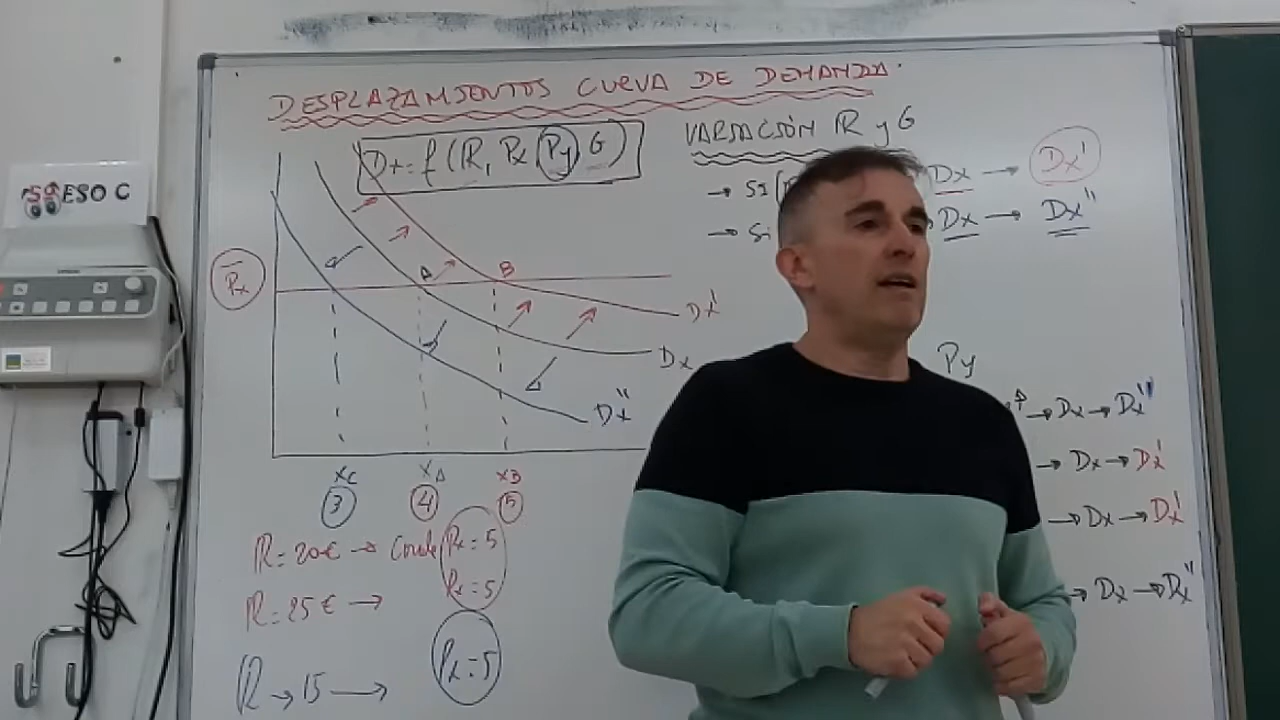 DESPLAZAMIENTOS CUEVA DE DEMANDA
Dx = f(R, Px Py G)
VARIACIÓN R y G
→ SI Dx → Dx'
→ Si Dx → Dx"
ESO C
Px
A
B
Dx'
Dx
Dx"
Py
→ Dx → Dx"
→ Dx → Dx'
→ Dx → Dx'
→ Dx → Dx"
xC xA xB
3 4 5
R = 20€ → Px = 5
R = 25€ → Px = 5
R → 15 → Px = 5